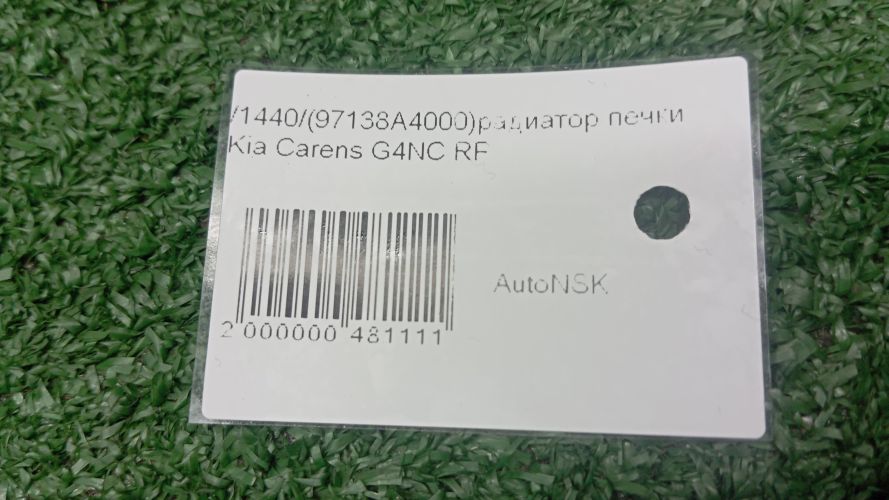 /1440/(97138A4000)радиатор печки
Kia Carens G4NC RF
AutoNSK
2 000000 481111